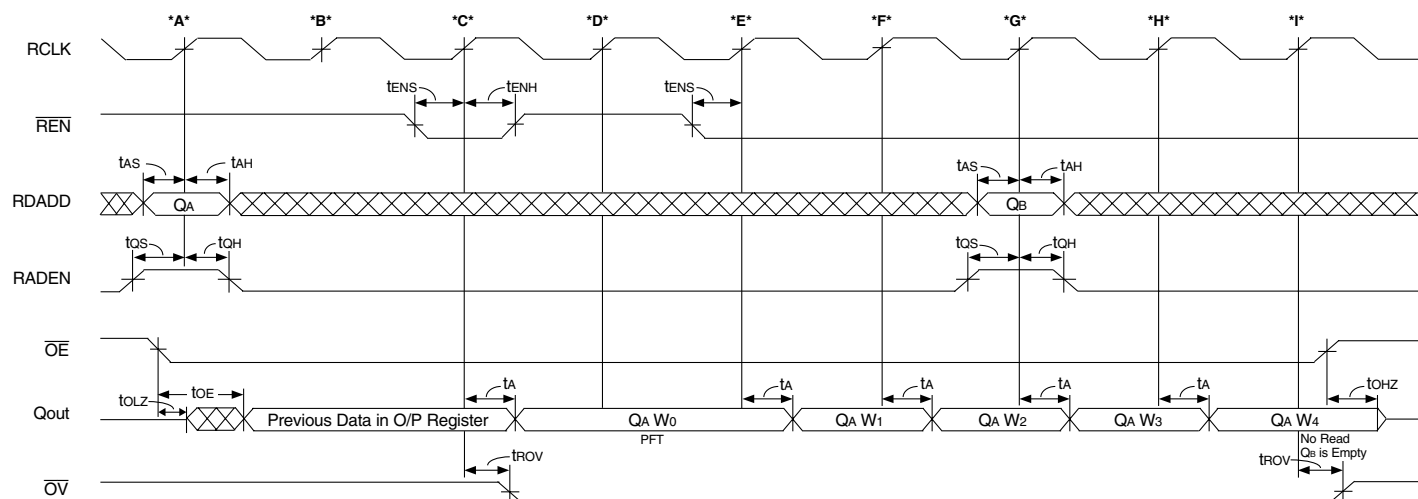 *A* *B* *C* *D* *E* *F* *G* *H* *I*
RCLK
tENS tENH tENS
REN
tAS tAH tAS tAH
RDADD QA QB
tQS tQH tQS tQH
RADEN
OE
tOLZ tOE tA tA tA tA tA tOHZ
Qout Previous Data in O/P Register QA W0 QA W1 QA W2 QA W3 QA W4
PFT No Read
QB is Empty
tROV tROV
OV